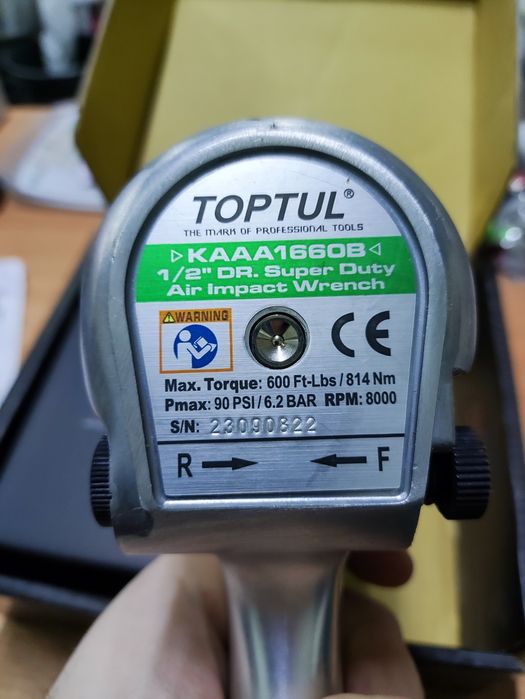 TOPTUL®
THE MARK OF PROFESSIONAL TOOLS
▷KAAA1660B◁
1/2" DR. Super Duty
Air Impact Wrench
⚠WARNING
CE
Max. Torque: 600 Ft-Lbs / 814 Nm
Pmax: 90 PSI / 6.2 BAR RPM: 8000
S/N: 23090822
R → ← F